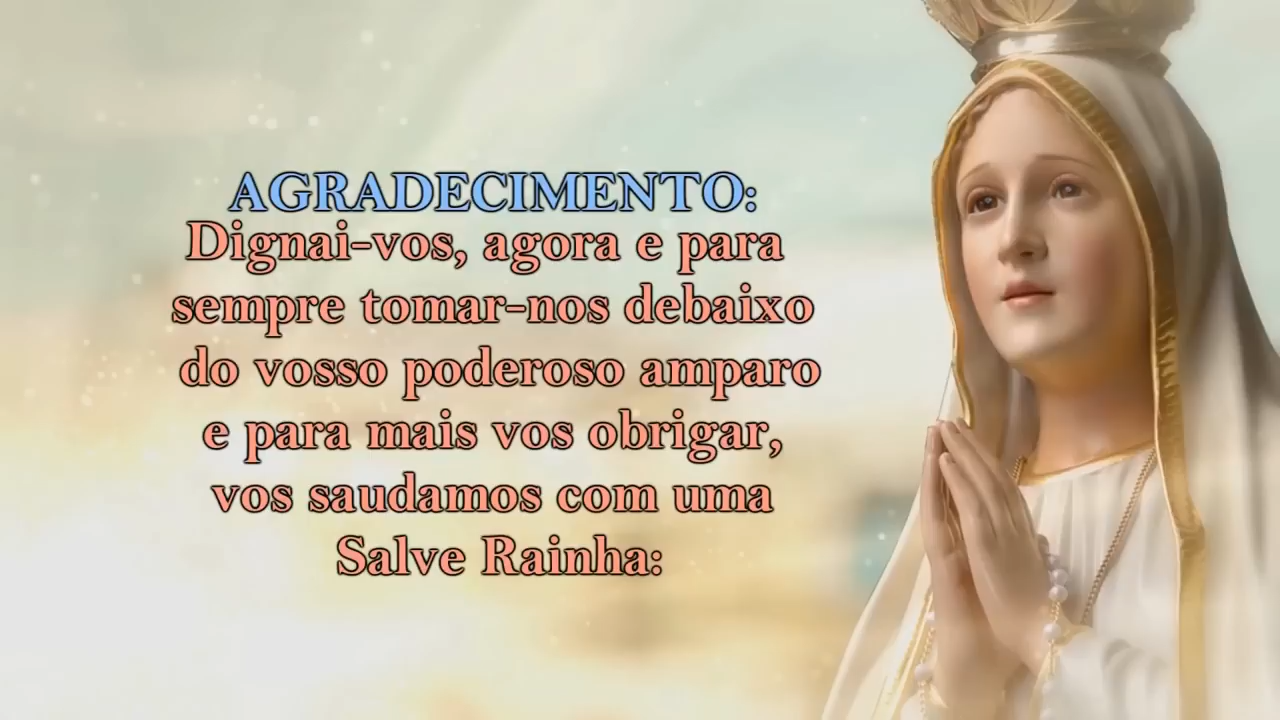 AGRADECIMENTO:
Dignai-vos, agora e para
sempre tomar-nos debaixo
do vosso poderoso amparo
e para mais vos obrigar,
vos saudamos com uma
Salve Rainha: